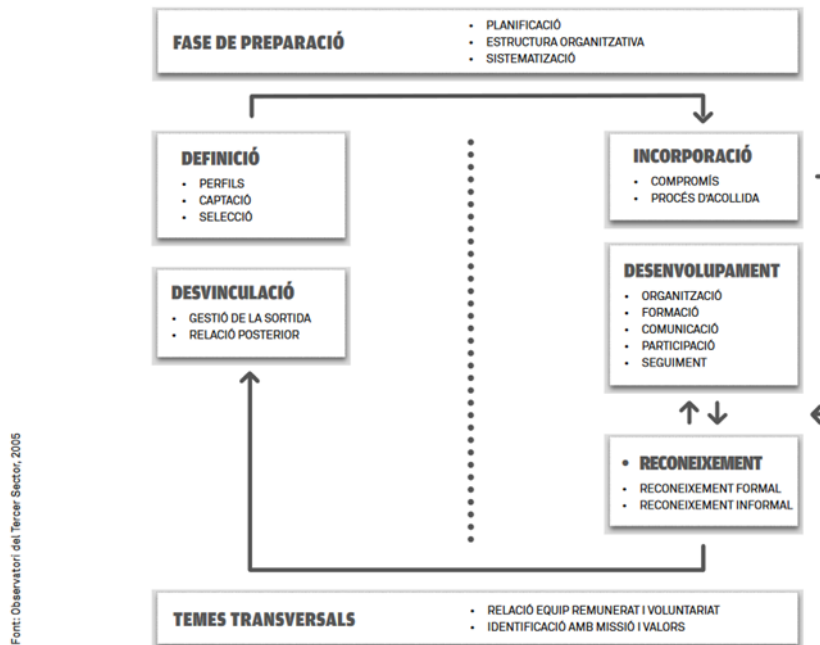 FASE DE PREPARACIÓ
• PLANIFICACIÓ
• ESTRUCTURA ORGANITZATIVA
• SISTEMATIZACIÓ
DEFINICIÓ
• PERFILS
• CAPTACIÓ
• SELECCIÓ
INCORPORACIÓ
• COMPROMÍS
• PROCÉS D'ACOLLIDA
DESVINCULACIÓ
• GESTIÓ DE LA SORTIDA
• RELACIÓ POSTERIOR
DESENVOLUPAMENT
• ORGANITZACIÓ
• FORMACIÓ
• COMUNICACIÓ
• PARTICIPACIÓ
• SEGUIMENT
• RECONEIXEMENT
• RECONEIXEMENT FORMAL
• RECONEIXEMENT INFORMAL
TEMES TRANSVERSALS
• RELACIÓ EQUIP REMUNERAT I VOLUNTARIAT
• IDENTIFICACIÓ AMB MISSIÓ I VALORS
Font: Observatori del Tercer Sector, 2005